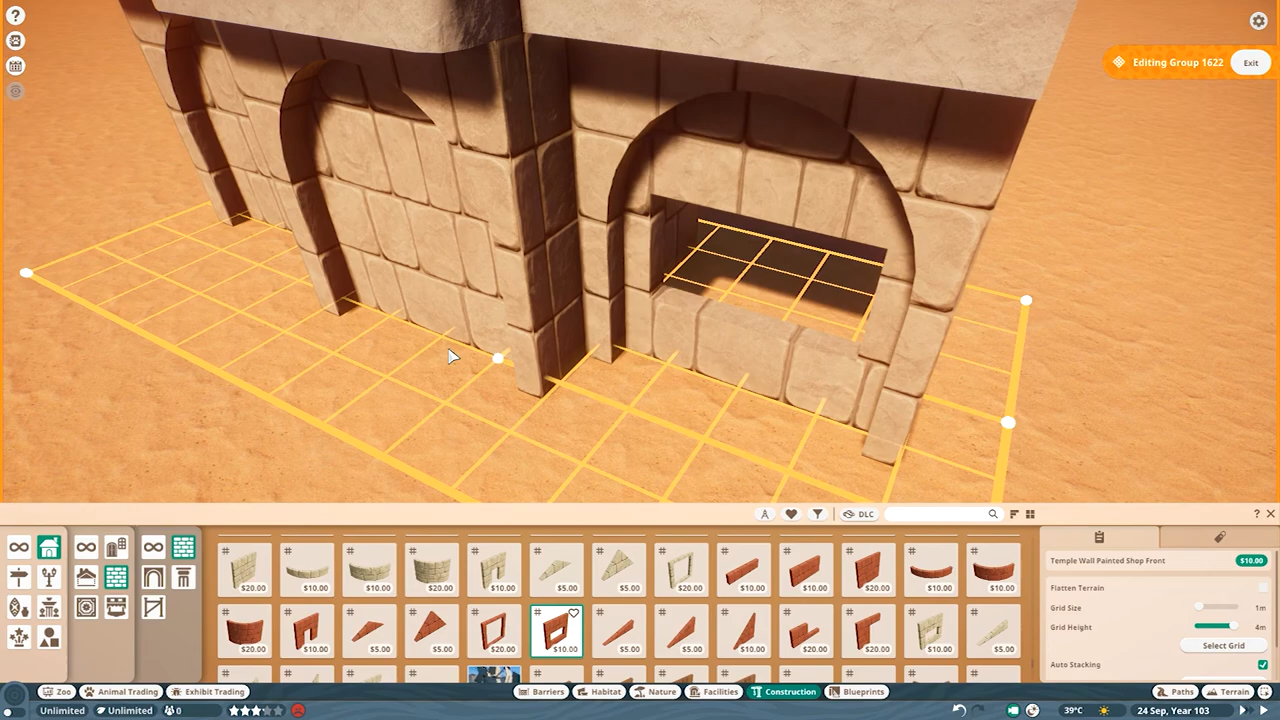 ?
Editing Group 1622
Exit
DLC
? ×
$20.00 $10.00 $10.00 $20.00 $10.00 $5.00 $5.00 $20.00 $10.00 $10.00 $20.00 $10.00 $10.00
$20.00 $10.00 $5.00 $5.00 $20.00 $10.00 $5.00 $5.00 $10.00 $10.00 $20.00 $10.00 $5.00
Temple Wall Painted Shop Front $10.00
Flatten Terrain
Grid Size 1m
Grid Height 4m
Select Grid
Auto Stacking
Zoo Animal Trading Exhibit Trading Barriers Habitat Nature Facilities Construction Blueprints Paths Terrain
Unlimited Unlimited 0 39°C 24 Sep, Year 103